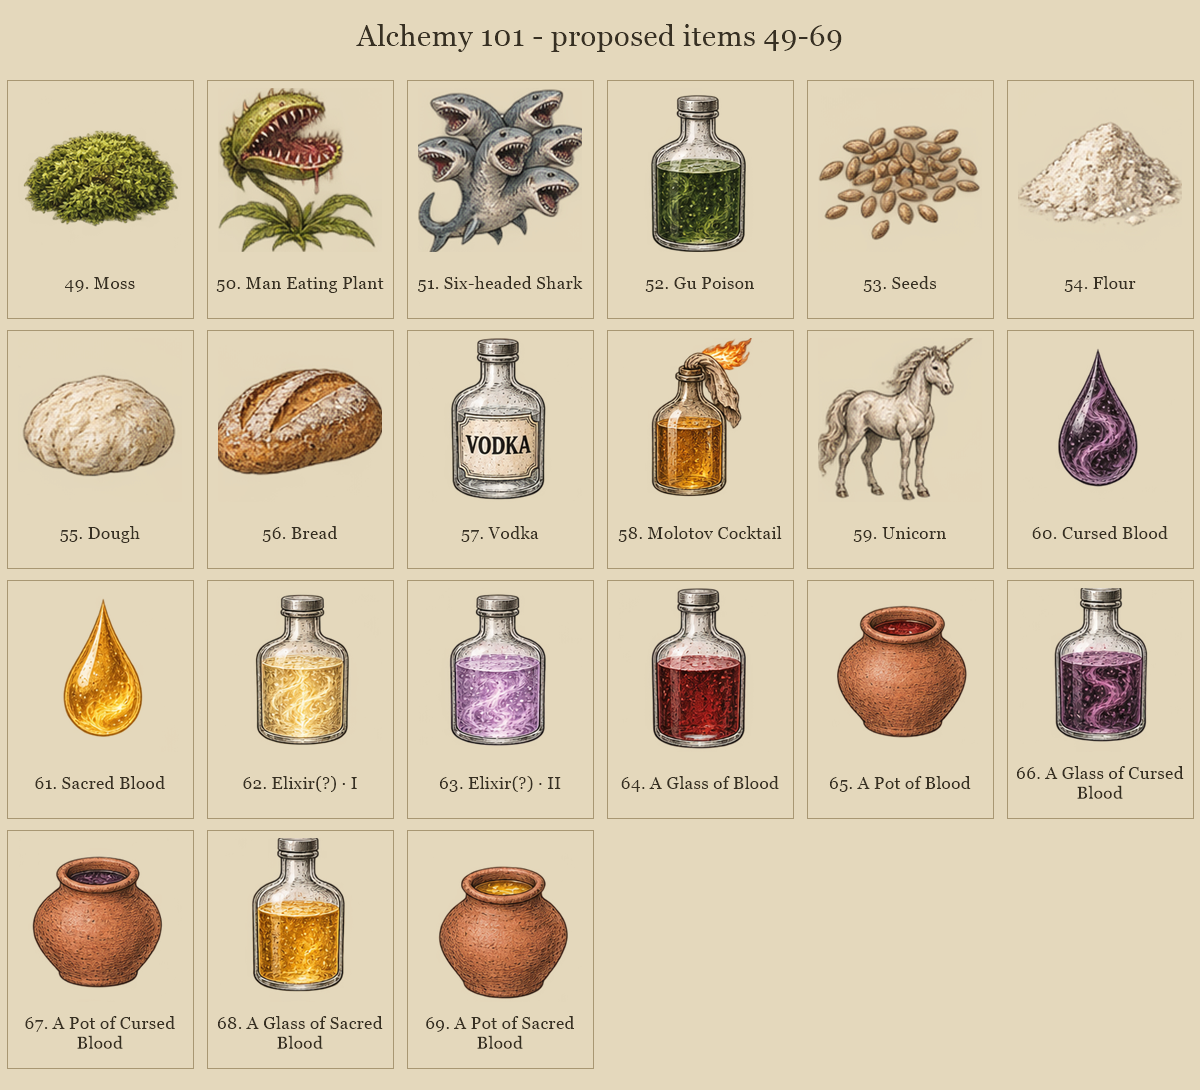 Alchemy 101 - proposed items 49-69
49. Moss
50. Man Eating Plant
51. Six-headed Shark
52. Gu Poison
53. Seeds
54. Flour
VODKA
55. Dough
56. Bread
57. Vodka
58. Molotov Cocktail
59. Unicorn
60. Cursed Blood
61. Sacred Blood
62. Elixir(?) · I
63. Elixir(?) · II
64. A Glass of Blood
65. A Pot of Blood
66. A Glass of Cursed
Blood
67. A Pot of Cursed
Blood
68. A Glass of Sacred
Blood
69. A Pot of Sacred
Blood